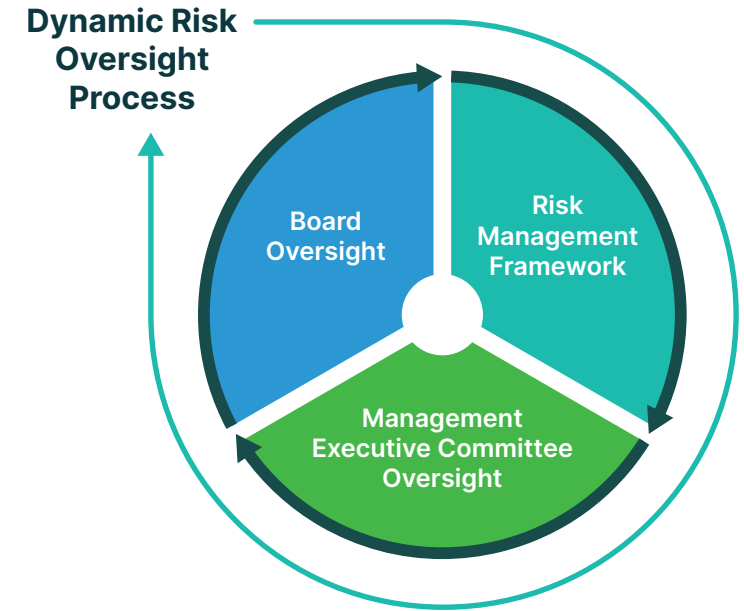 Dynamic Risk
Oversight
Process
Board
Oversight
Risk
Management
Framework
Management
Executive Committee
Oversight